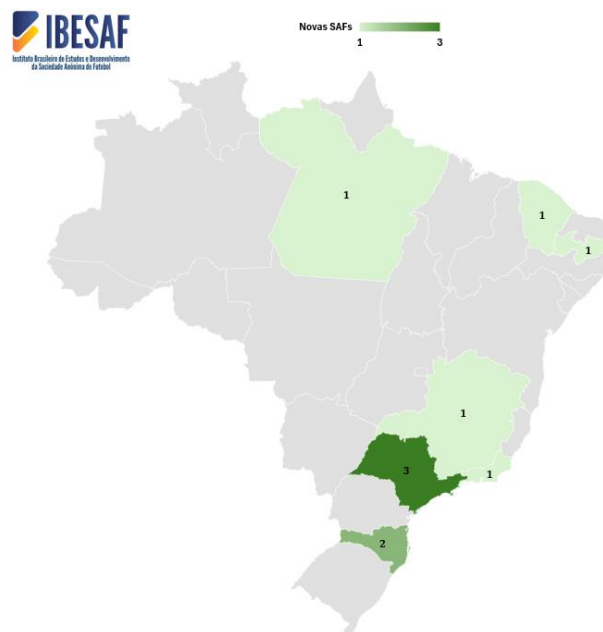 IBESAF
Instituto Brasileiro de Estudos e Desenvolvimento
da Sociedade Anônima do Futebol
Novas SAFs
1 3
1
1
1
1
3
1
2